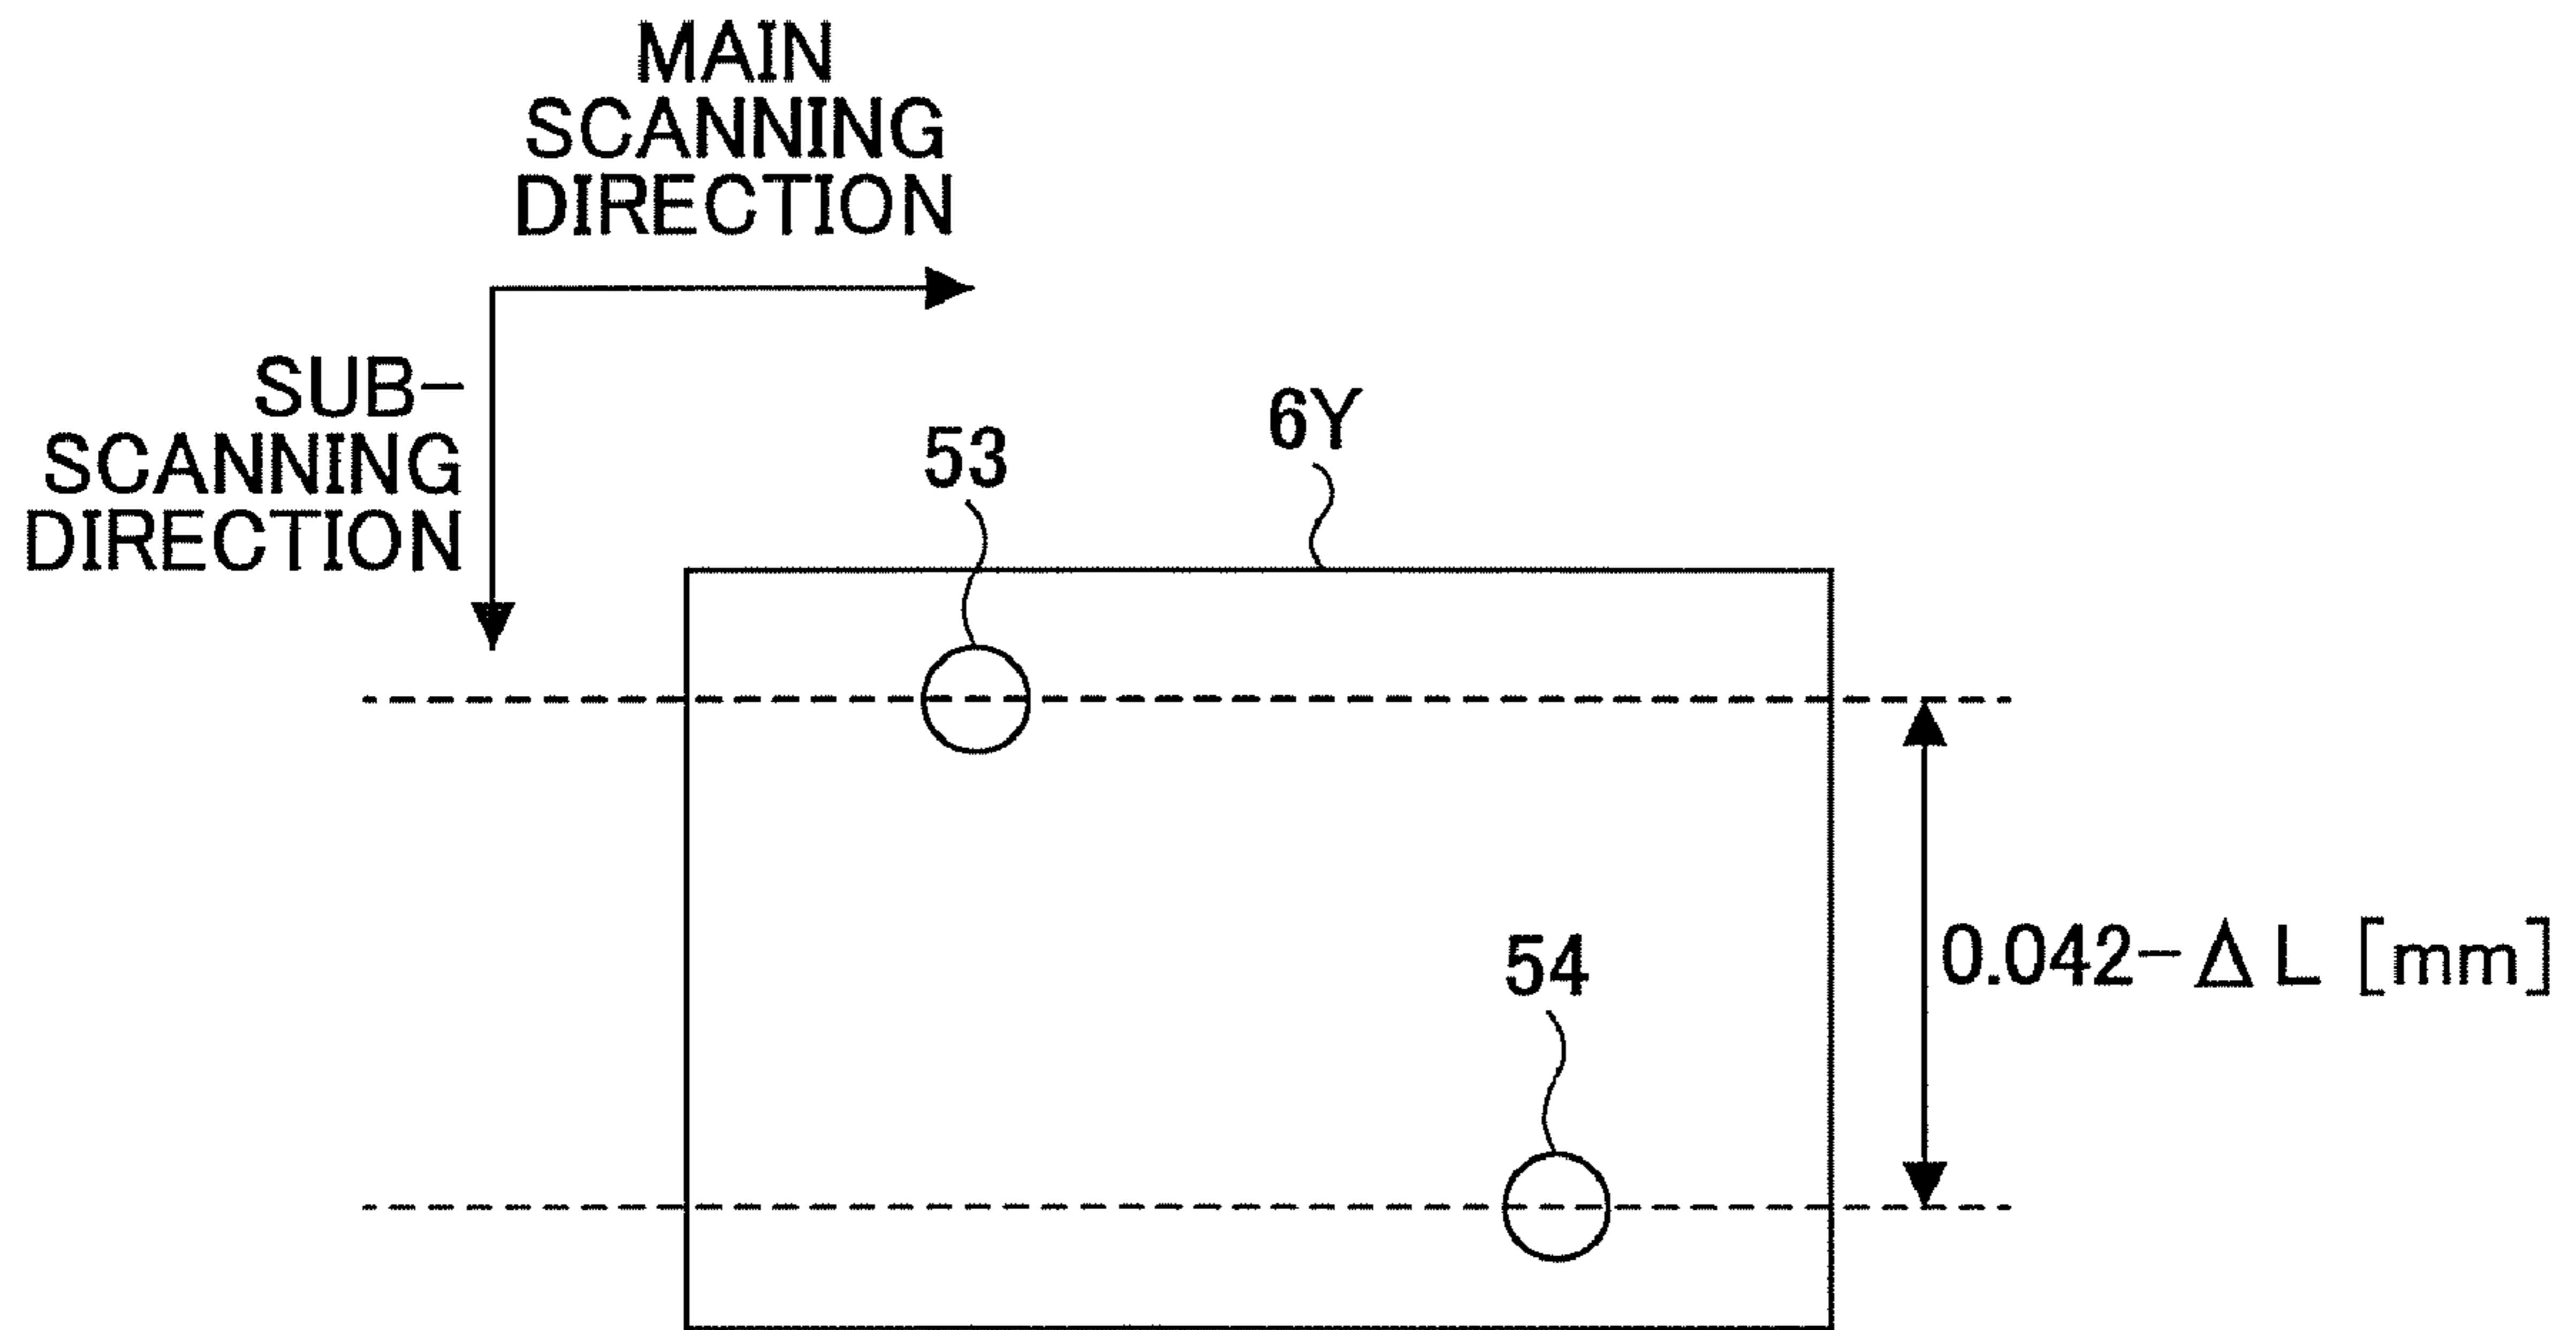 MAIN
SCANNING
DIRECTION
SUB-
SCANNING
DIRECTION
53
6Y
54
0.042-ΔL [mm]